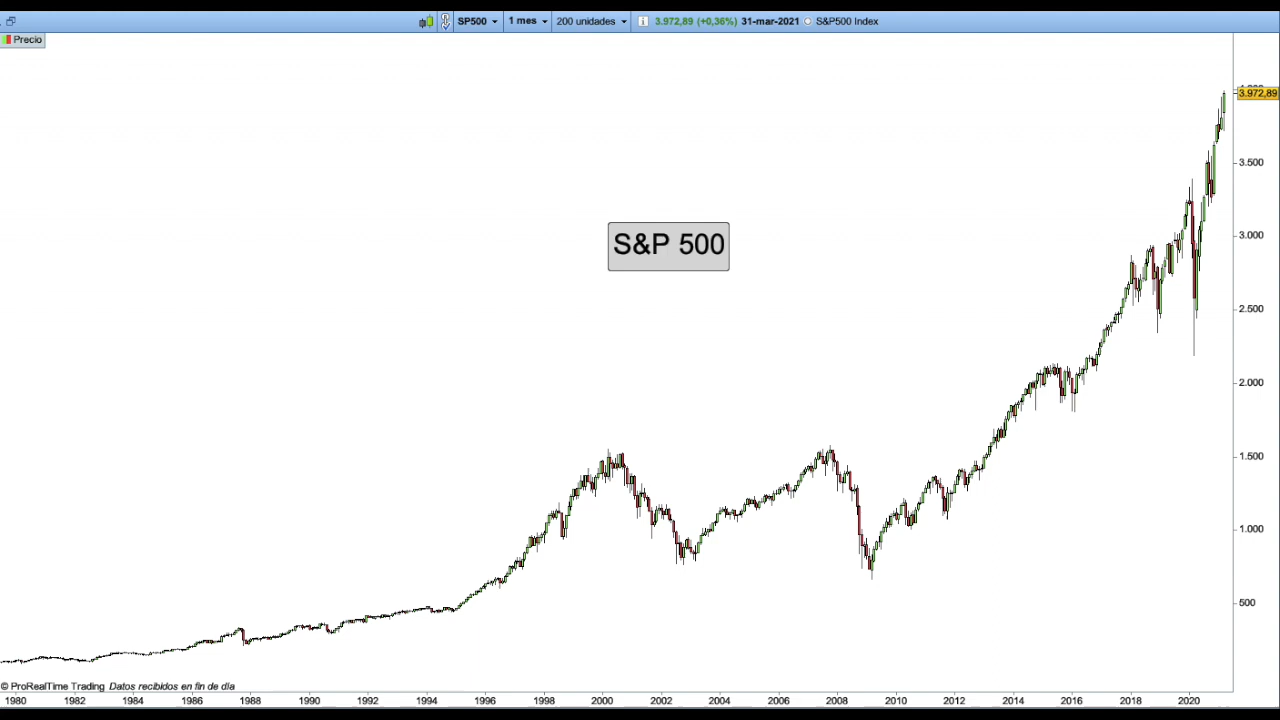 SP500 1 mes 200 unidades 3.972,89 (+0,36%) 31-mar-2021 S&P500 Index
Precio
3.972,89
3.500
S&P 500
3.000
2.500
2.000
1.500
1.000
500
© ProRealTime Trading Datos recibidos en fin de día
1980 1982 1984 1986 1988 1990 1992 1994 1996 1998 2000 2002 2004 2006 2008 2010 2012 2014 2016 2018 2020